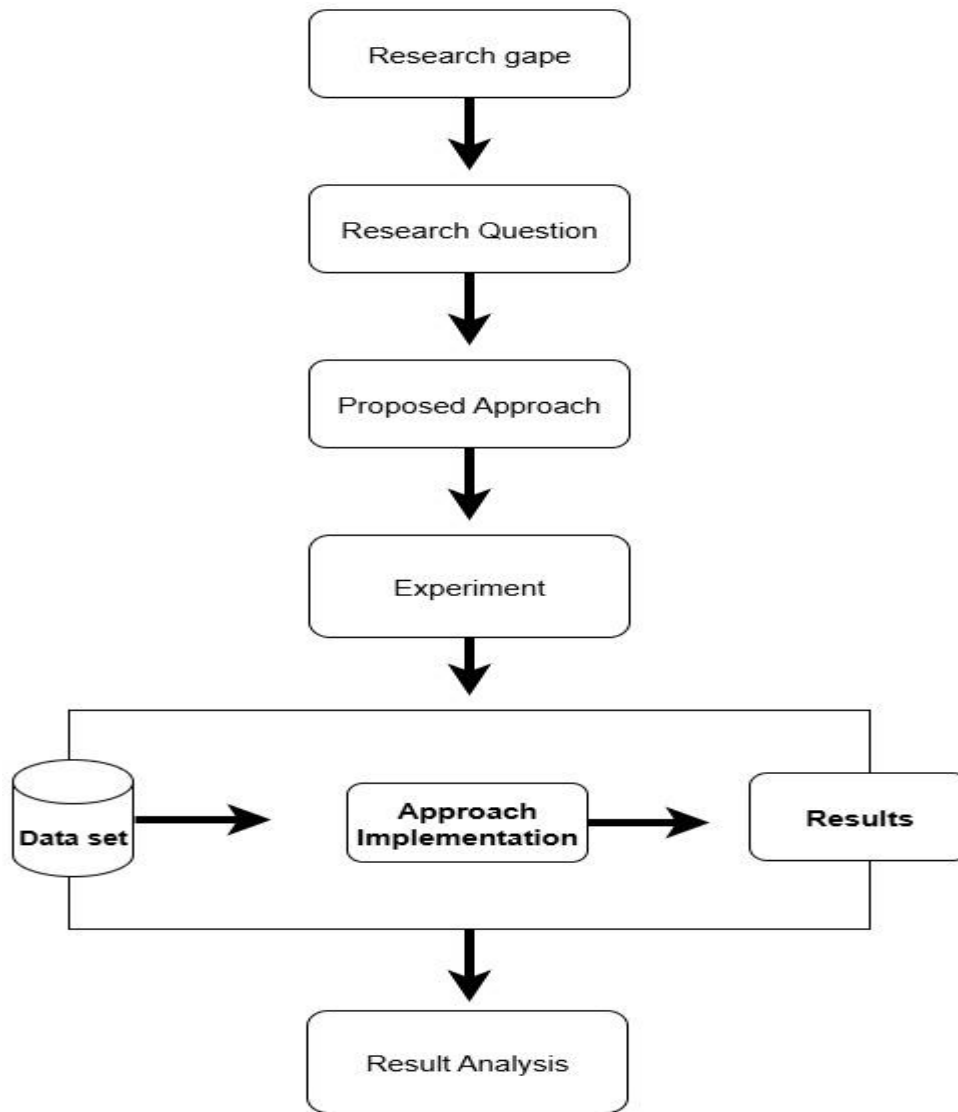 Research gape
Research Question
Proposed Approach
Experiment
Data set
Approach
Implementation
Results
Result Analysis